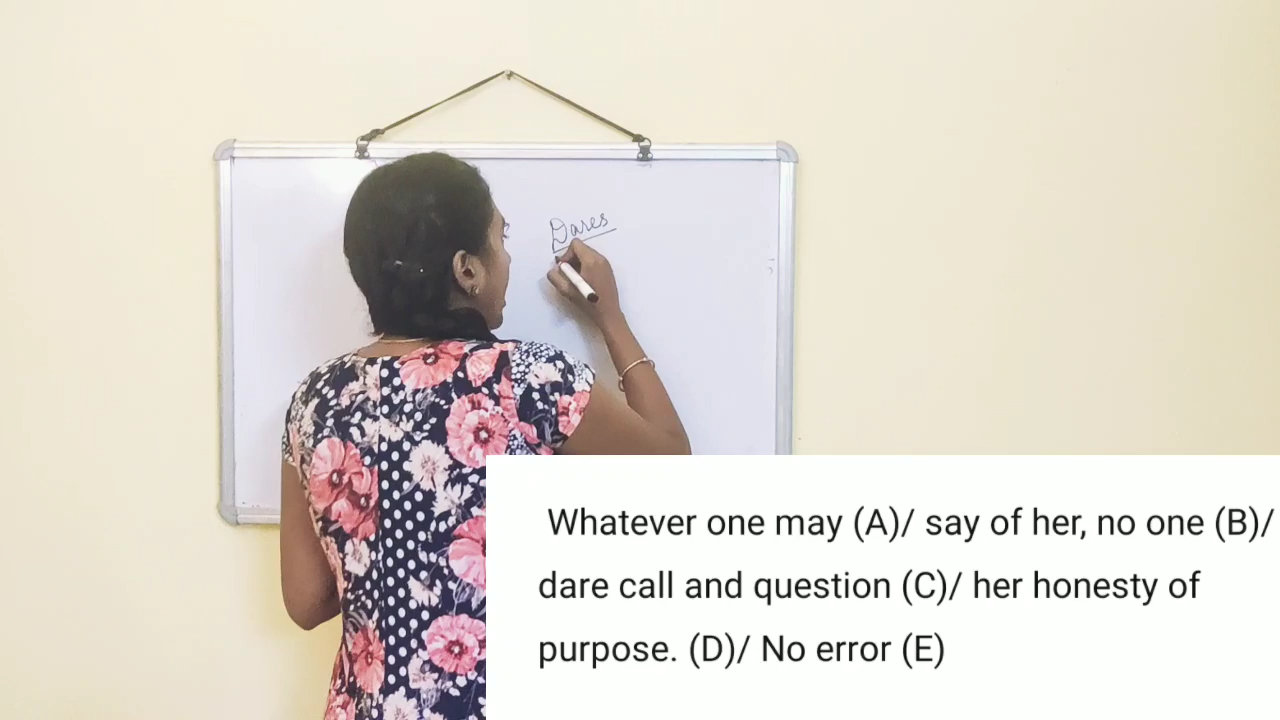 Dares
Whatever one may (A)/ say of her, no one (B)/
dare call and question (C)/ her honesty of
purpose. (D)/ No error (E)